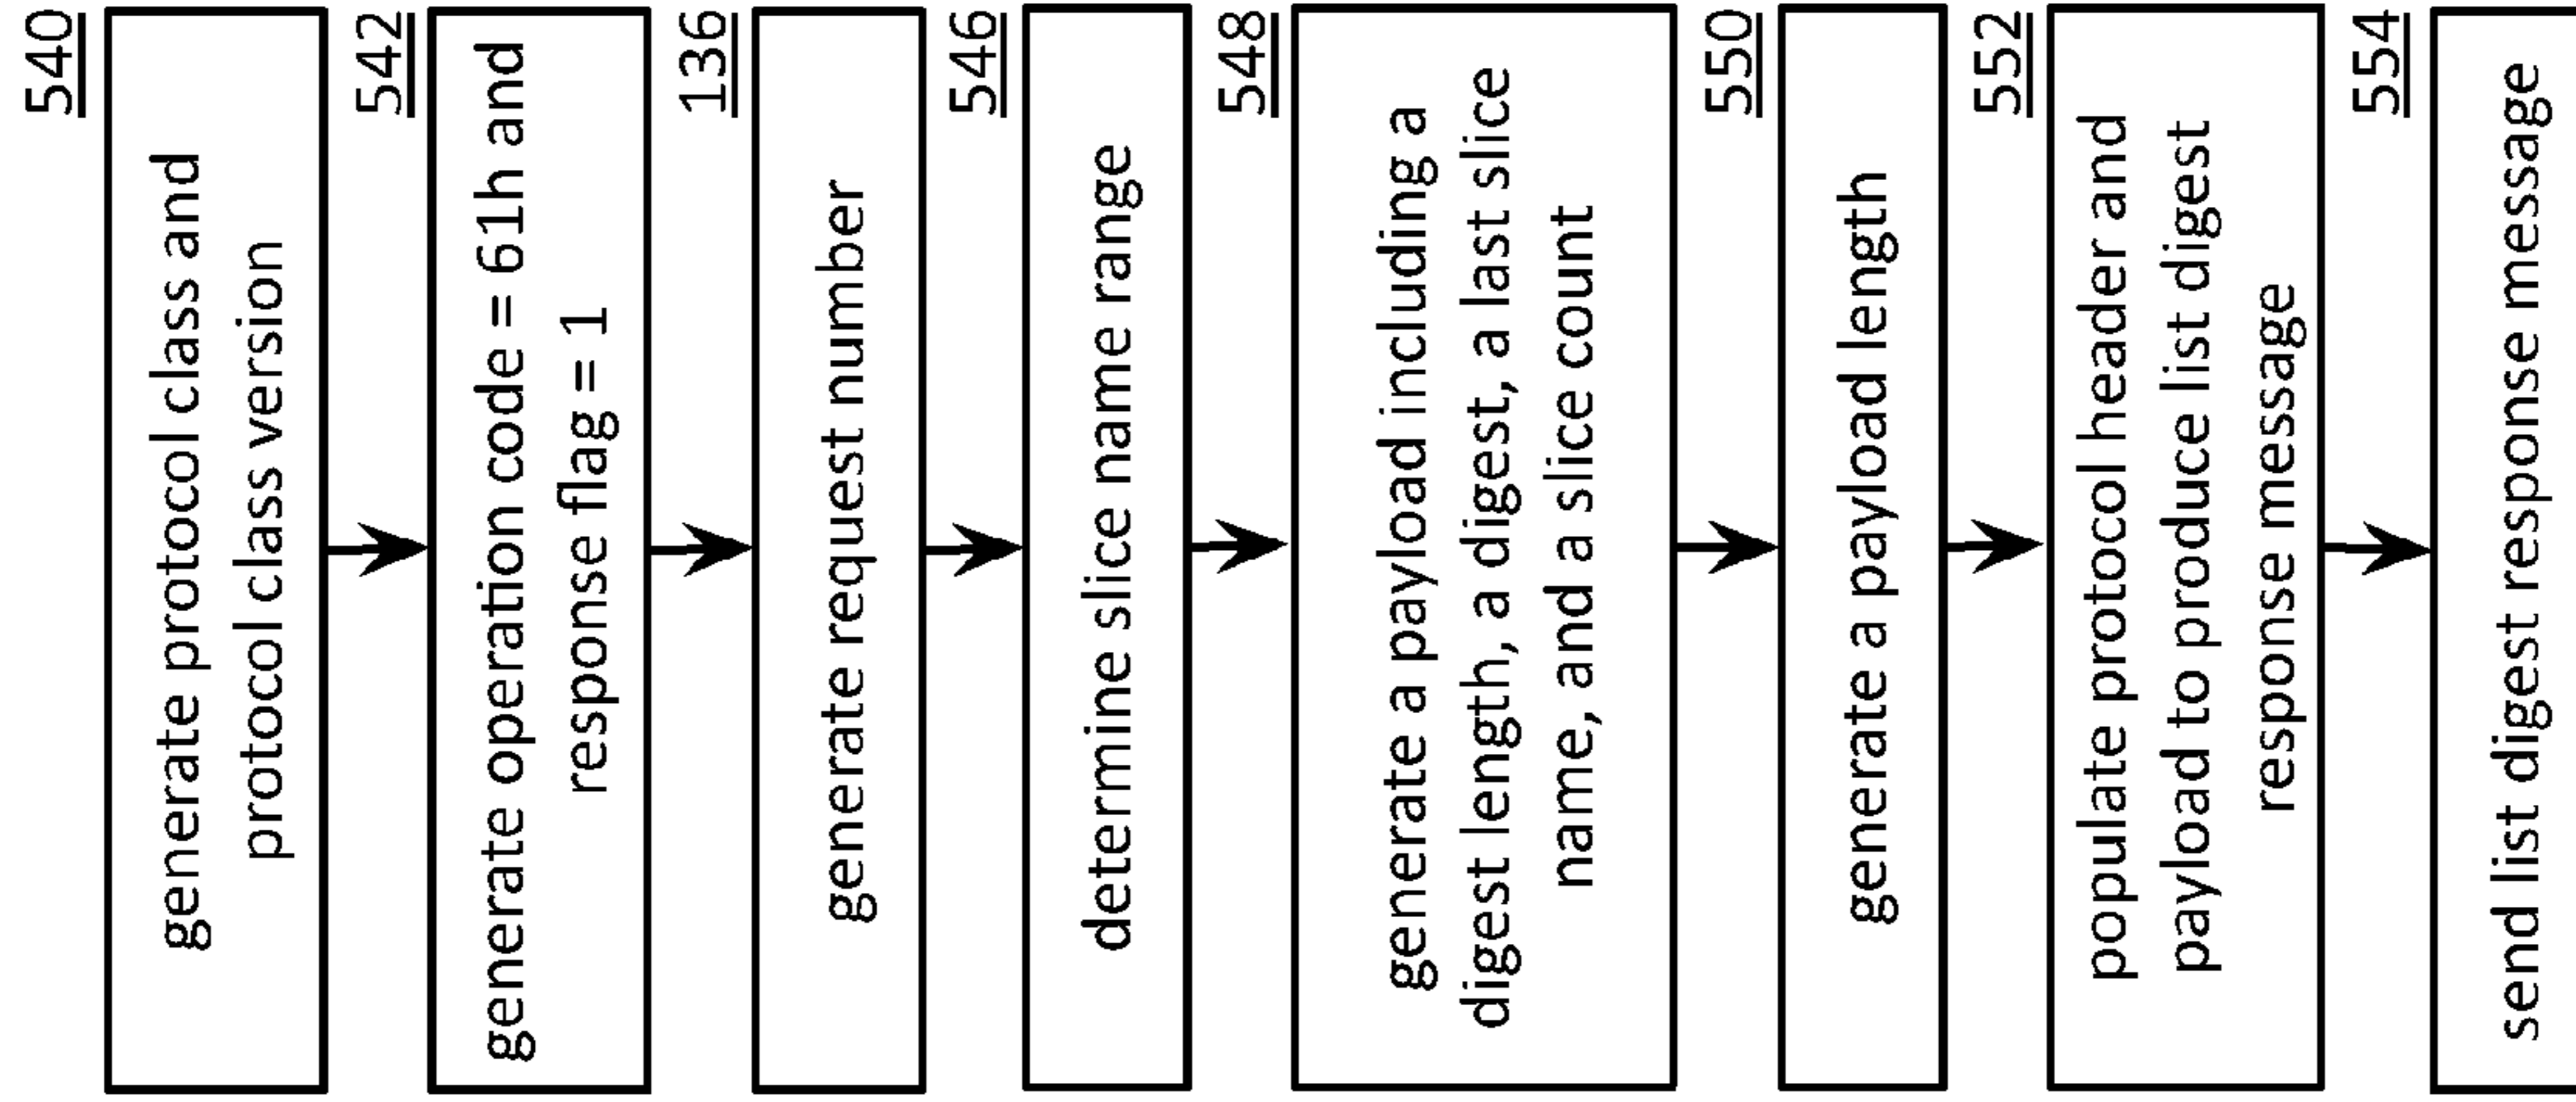 540
generate protocol class and
protocol class version
542
generate operation code = 61h and
response flag = 1
136
generate request number
546
determine slice name range
548
generate a payload including a
digest length, a digest, a last slice
name, and a slice count
550
generate a payload length
552
populate protocol header and
payload to produce list digest
response message
554
send list digest response message